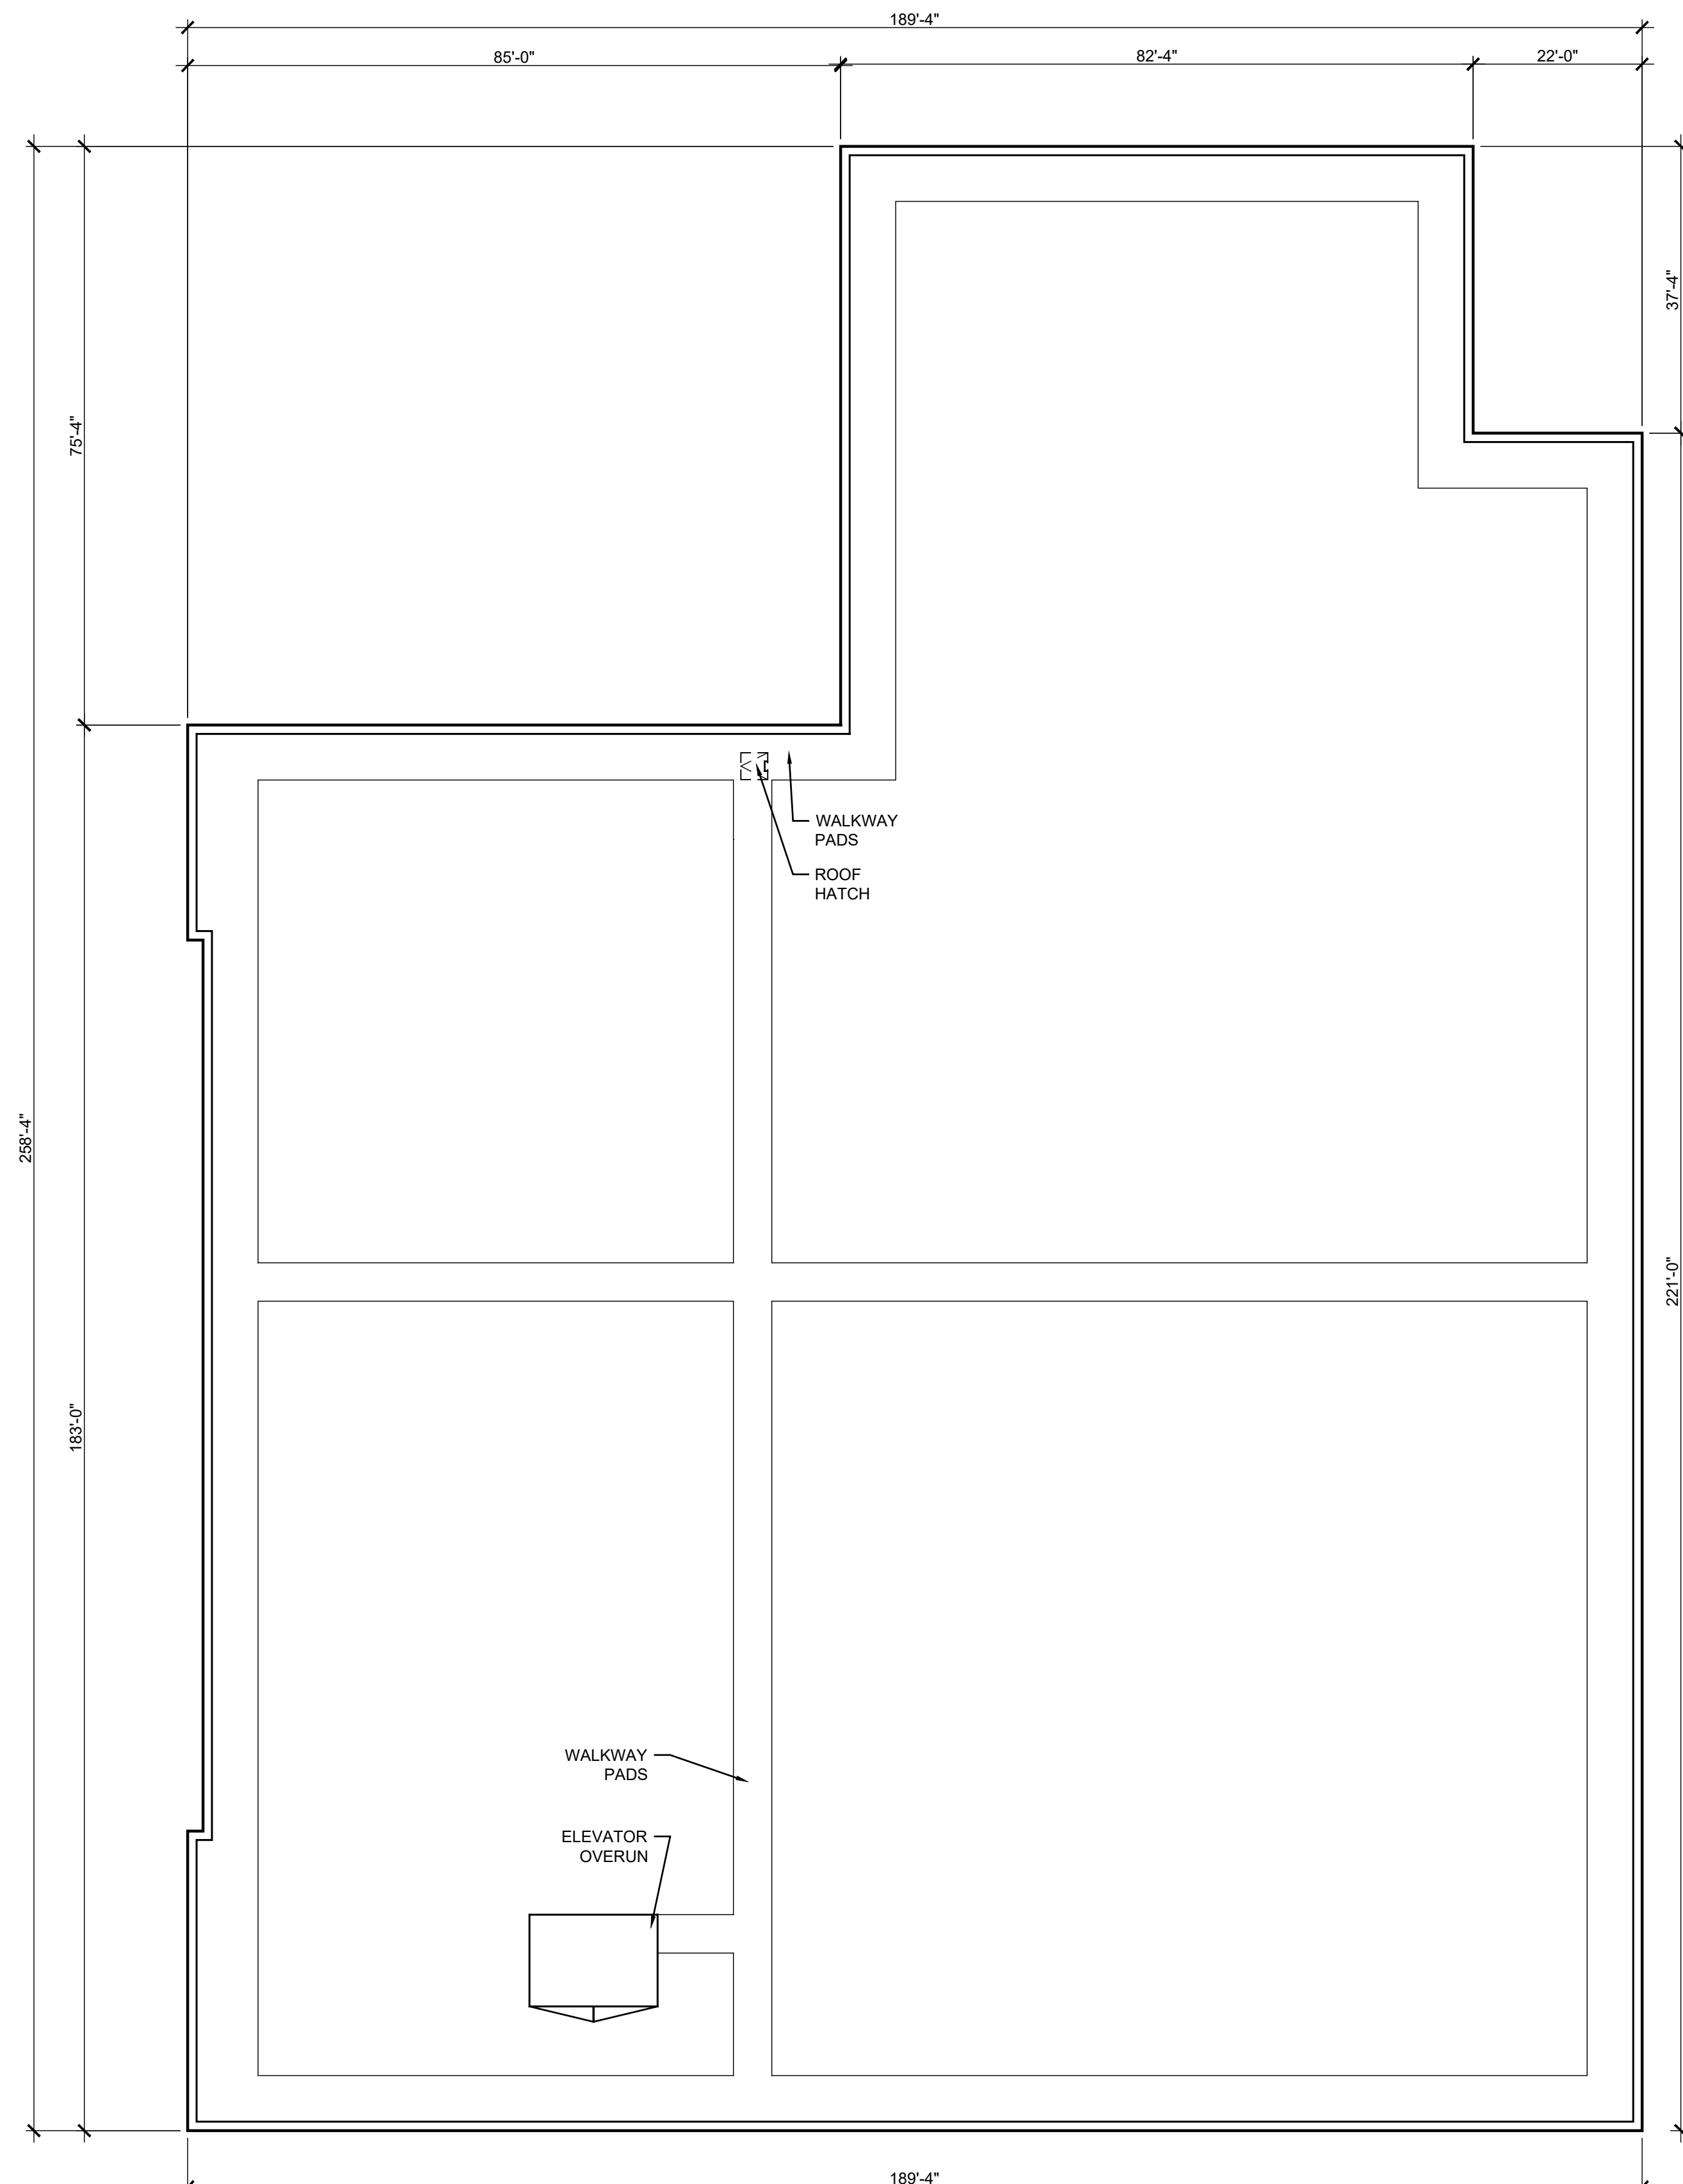 189'-4"
85'-0"
82'-4"
22'-0"
37'-4"
75'-4"
WALKWAY
PADS
ROOF
HATCH
258'-4"
221'-0"
183'-0"
WALKWAY
PADS
ELEVATOR
OVERUN
189'-4"